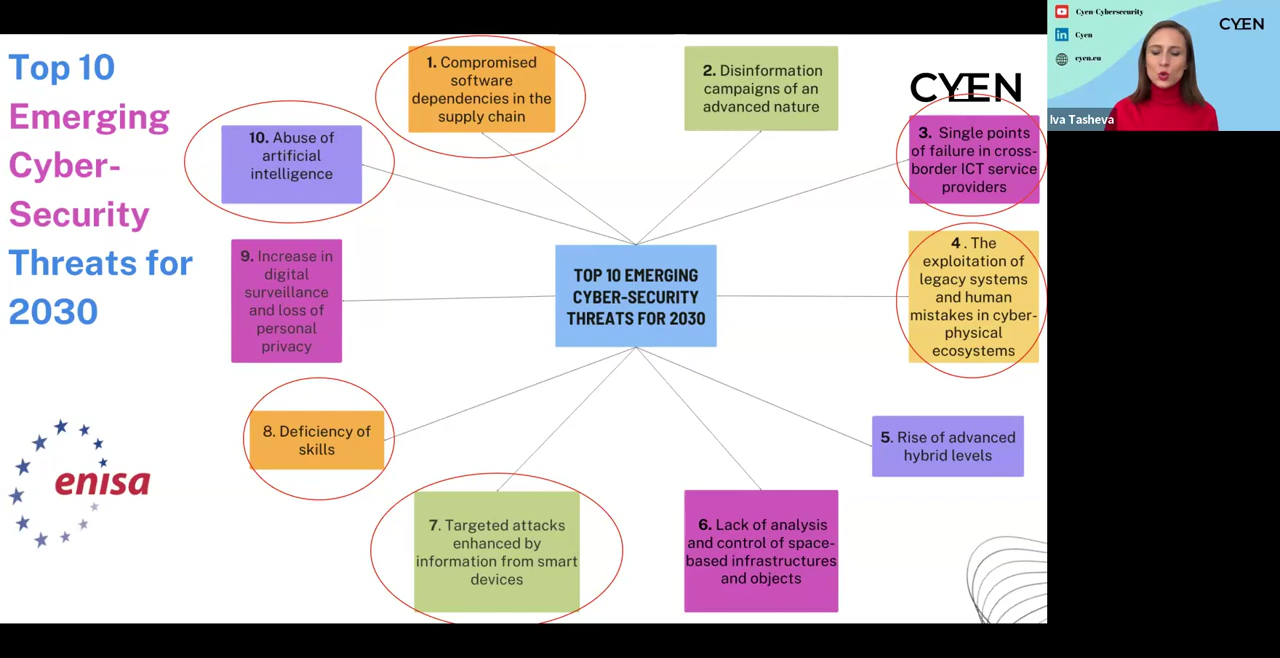 Top 10
Emerging
Cyber-
Security
Threats for
2030
1. Compromised
software
dependencies in the
supply chain
2. Disinformation
campaigns of an
advanced nature
CYEN
3. Single points
of failure in cross-
border ICT service
providers
4 . The
exploitation of
legacy systems
and human
mistakes in cyber-
physical
ecosystems
5. Rise of advanced
hybrid levels
6. Lack of analysis
and control of space-
based infrastructures
and objects
7. Targeted attacks
enhanced by
information from smart
devices
8. Deficiency of
skills
9. Increase in
digital
surveillance
and loss of
personal
privacy
10. Abuse of
artificial
intelligence
TOP 10 EMERGING
CYBER-SECURITY
THREATS FOR 2030
enisa
Cyen-Cybersecurity
Cyen
cyen.eu
CYEN
Iva Tasheva